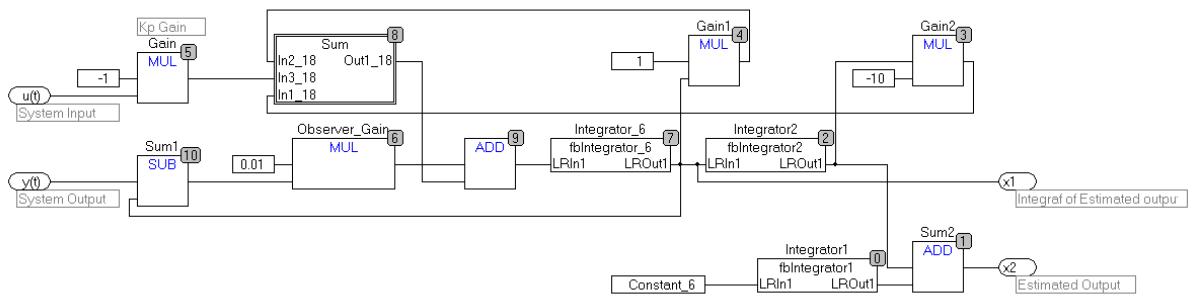 Kp Gain
Gain
5
MUL
-1
u(t)
System Input
8
Sum
In2_18 Out1_18
In3_18
In1_18
Gain1
4
MUL
1
Gain2
3
MUL
-10
Sum1
10
SUB
y(t)
System Output
Observer_Gain
6
MUL
0.01
9
ADD
Integrator_6
7
fbIntegrator_6
LRIn1 LROut1
Integrator2
2
fbIntegrator2
LRIn1 LROut1
x1
Integraf of Estimated outpur
Integrator1
0
fbIntegrator1
LRIn1 LROut1
Constant_6
Sum2
1
ADD
x2
Estimated Output